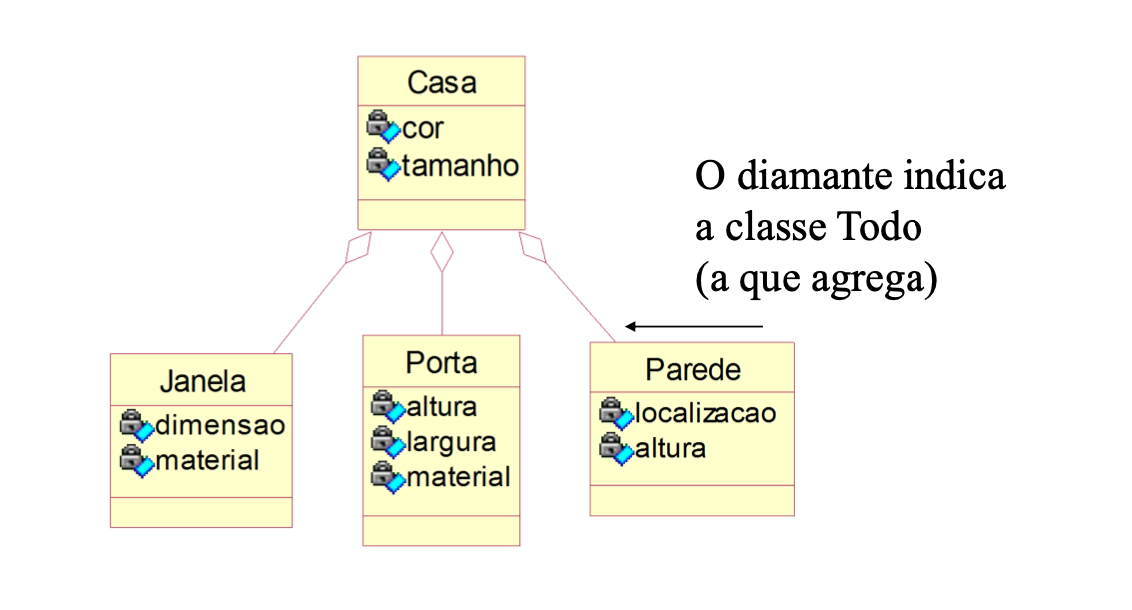 Casa
cor
tamanho
O diamante indica
a classe Todo
(a que agrega)
Janela
dimensao
material
Porta
altura
largura
material
Parede
localizacao
altura